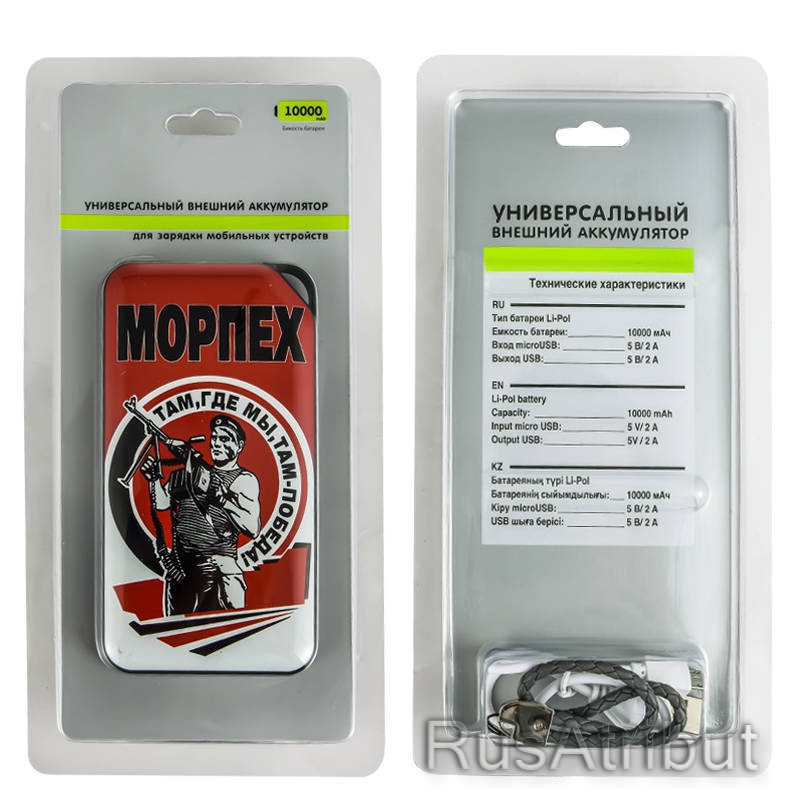 10000
mAh
Емкость батареи
УНИВЕРСАЛЬНЫЙ ВНЕШНИЙ АККУМУЛЯТОР
для зарядки мобильных устройств
МОРПЕХ
ТАМ, ГДЕ МЫ, ТАМ-ПОБЕДА!
УНИВЕРСАЛЬНЫЙ
ВНЕШНИЙ АККУМУЛЯТОР
Технические характеристики
RU
Тип батареи Li-Pol
Емкость батареи: 10000 мАч
Вход microUSB: 5 В/ 2 А
Выход USB: 5 В/ 2 А
EN
Li-Pol battery
Capacity: 10000 mAh
Input micro USB: 5 V/ 2 A
Output USB: 5V/ 2 A
KZ
Батареяның түрі Li-Pol
Батареянің сыйымдылығы: 10000 мАч
Кіру microUSB: 5 В/ 2 А
USB шыға берісі: 5 В/ 2 А
RusAtribut